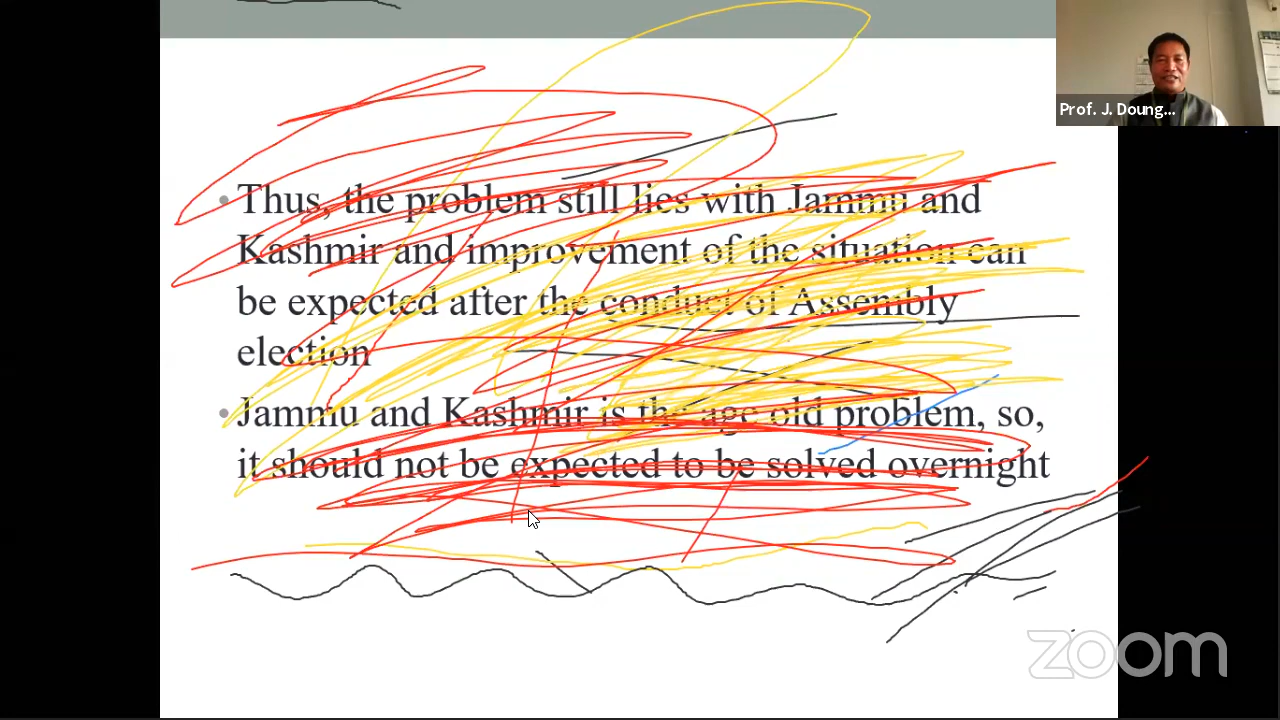 Prof. J. Doung...
• Thus, the problem still lies with Jammu and
Kashmir and improvement of the situation can
be expected after the conduct of Assembly
election
• Jammu and Kashmir is the age old problem, so,
it should not be expected to be solved overnight
zoom